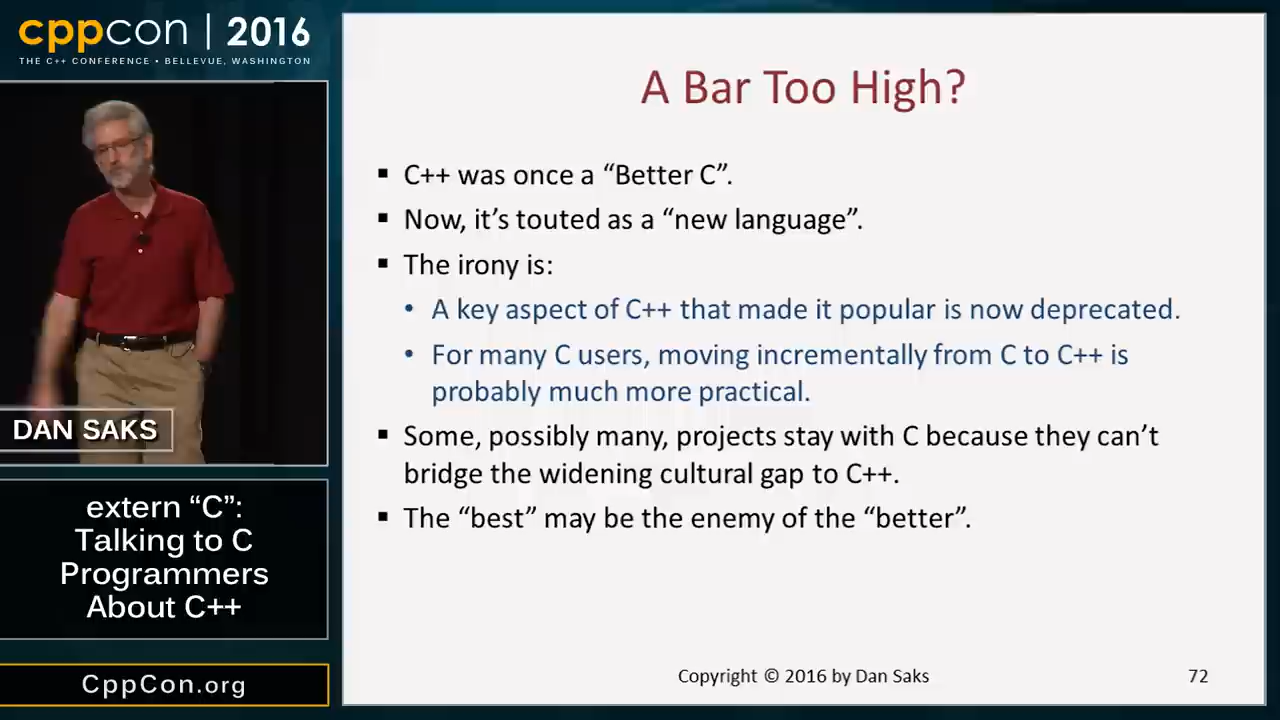 cppcon | 2016
THE C++ CONFERENCE • BELLEVUE, WASHINGTON
DAN SAKS
extern “C”:
Talking to C
Programmers
About C++
CppCon.org
A Bar Too High?
▪ C++ was once a “Better C”.
▪ Now, it’s touted as a “new language”.
▪ The irony is:
• A key aspect of C++ that made it popular is now deprecated.
• For many C users, moving incrementally from C to C++ is
probably much more practical.
▪ Some, possibly many, projects stay with C because they can’t
bridge the widening cultural gap to C++.
▪ The “best” may be the enemy of the “better”.
Copyright © 2016 by Dan Saks
72